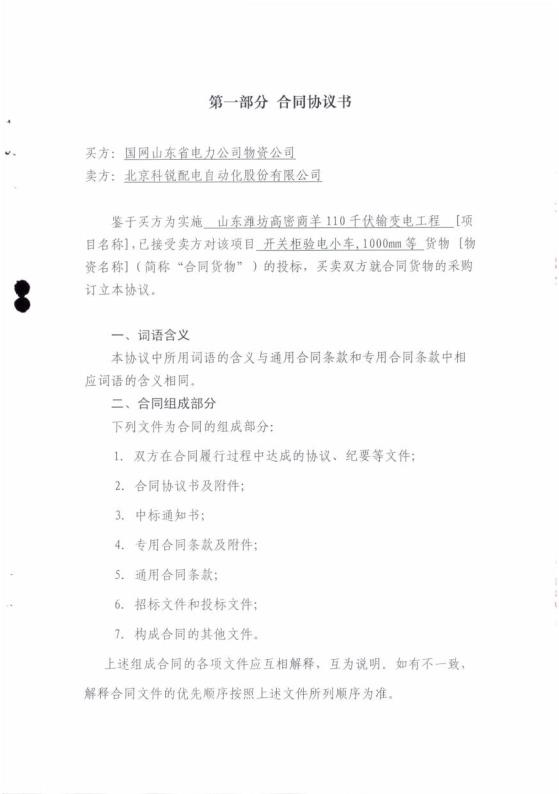 第一部分 合同协议书
买方：国网山东省电力公司物资公司
卖方：北京科锐配电自动化股份有限公司
鉴于买方为实施 山东潍坊高密商羊 110 千伏输变电工程 [项
目名称],已接受卖方对该项目 开关柜验电小车,1000mm 等 货物 [物
资名称](简称“合同货物”)的投标，买卖双方就合同货物的采购
订立本协议。
一、词语含义
本协议中所用词语的含义与通用合同条款和专用合同条款中相
应词语的含义相同。
二、合同组成部分
下列文件为合同的组成部分：
1. 双方在合同履行过程中达成的协议、纪要等文件；
2. 合同协议书及附件；
3. 中标通知书；
4. 专用合同条款及附件；
5. 通用合同条款；
6. 招标文件和投标文件；
7. 构成合同的其他文件。
上述组成合同的各项文件应互相解释，互为说明。如有不一致，
解释合同文件的优先顺序按照上述文件所列顺序为准。